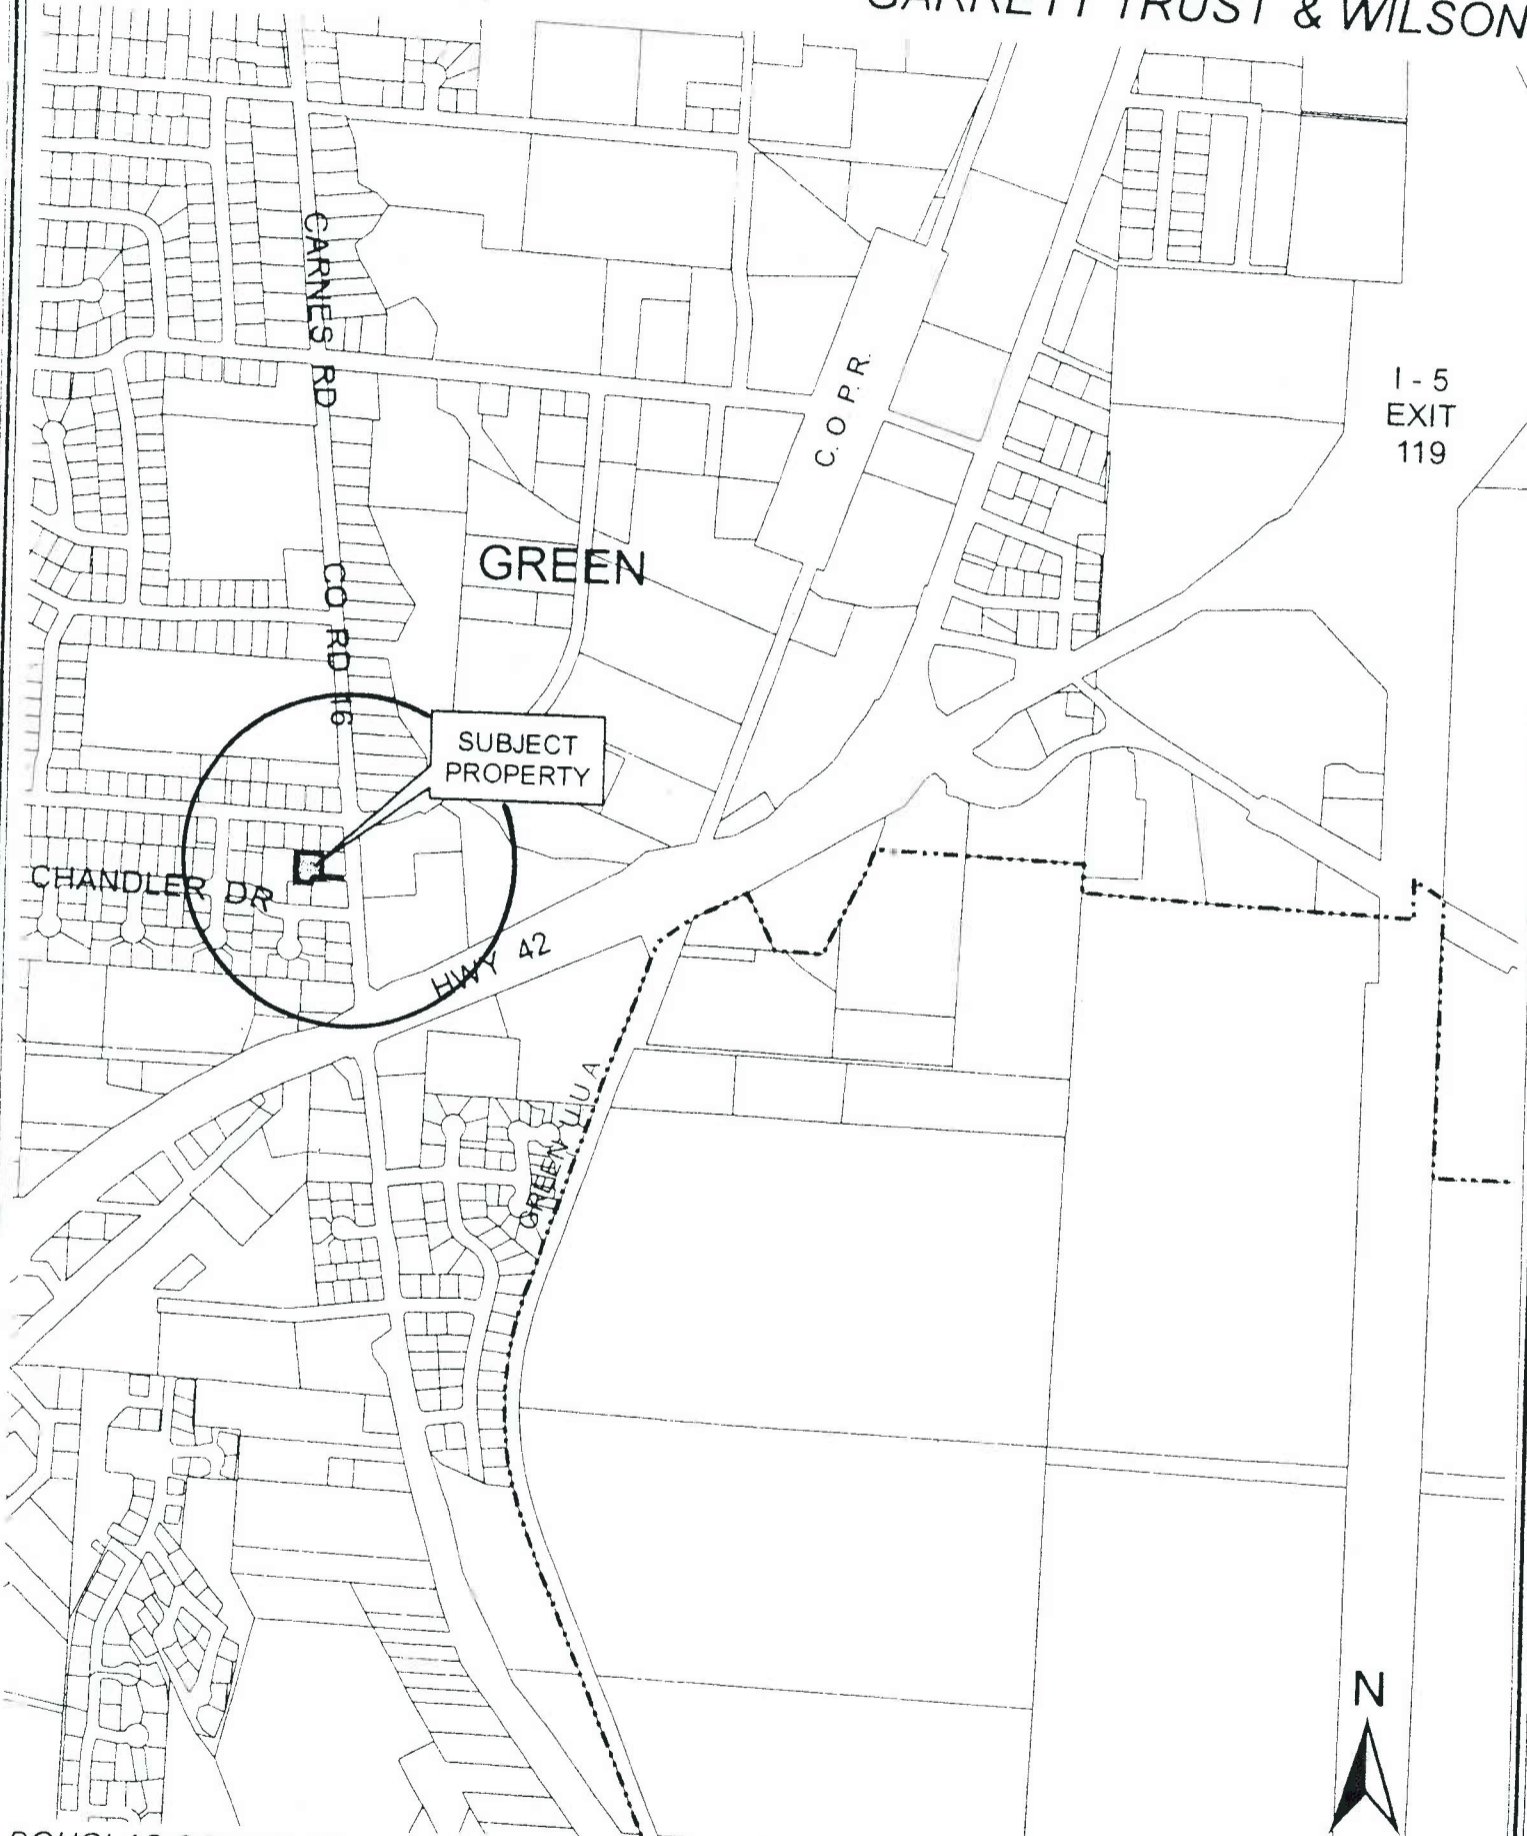 GARRETT TRUST & WILSON
CARNES RD
I - 5
EXIT
119
C. O. P. R.
GREEN
CO RD 16
SUBJECT
PROPERTY
CHANDLER DR
HWY 42
GREEN UUA
N